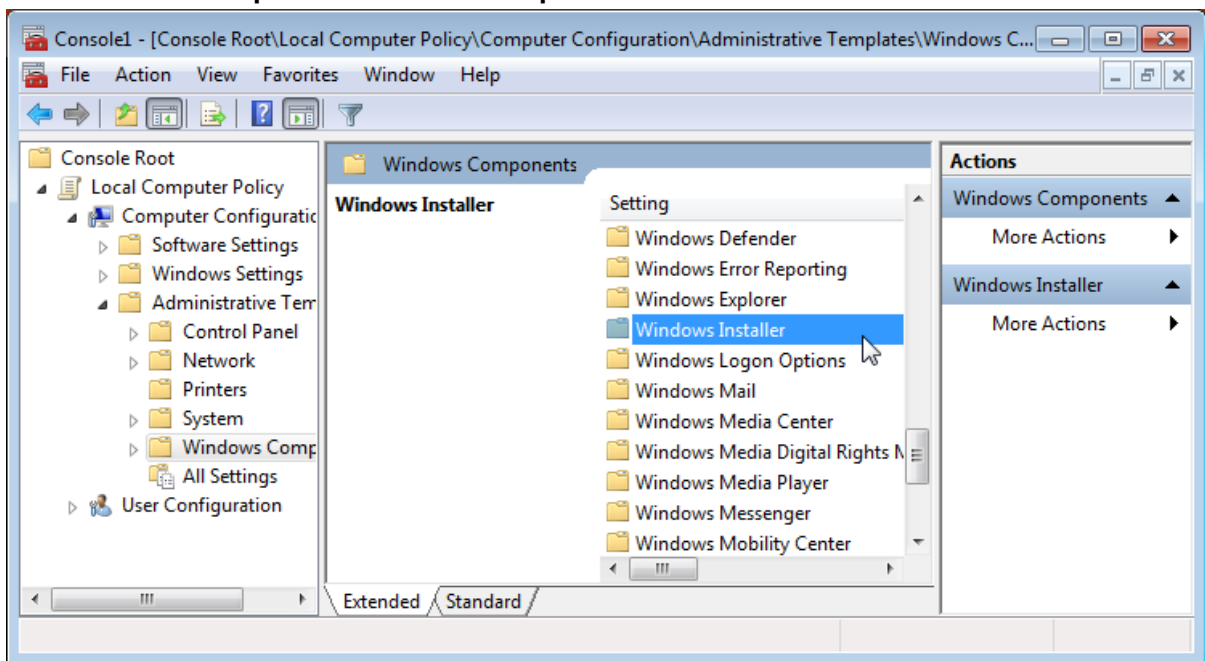 Console1 - [Console Root\Local Computer Policy\Computer Configuration\Administrative Templates\Windows C...
File Action View Favorites Window Help
Console Root
Local Computer Policy
Computer Configuratic
Software Settings
Windows Settings
Administrative Tem
Control Panel
Network
Printers
System
Windows Comp
All Settings
User Configuration
Windows Components
Windows Installer
Setting
Windows Defender
Windows Error Reporting
Windows Explorer
Windows Installer
Windows Logon Options
Windows Mail
Windows Media Center
Windows Media Digital Rights M
Windows Media Player
Windows Messenger
Windows Mobility Center
Extended Standard
Actions
Windows Components
More Actions
Windows Installer
More Actions